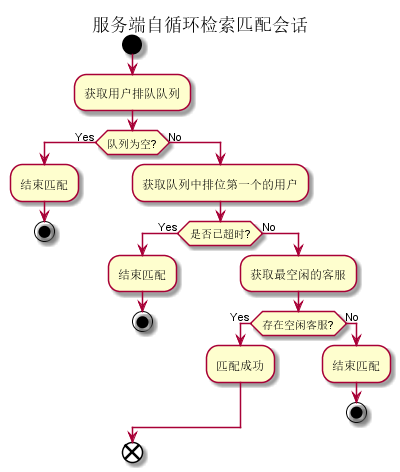 服务端自循环检索匹配会话
获取用户排队队列
Yes
队列为空?
No
结束匹配
获取队列中排位第一个的用户
Yes
是否已超时?
No
结束匹配
获取最空闲的客服
Yes
存在空闲客服?
No
匹配成功
结束匹配